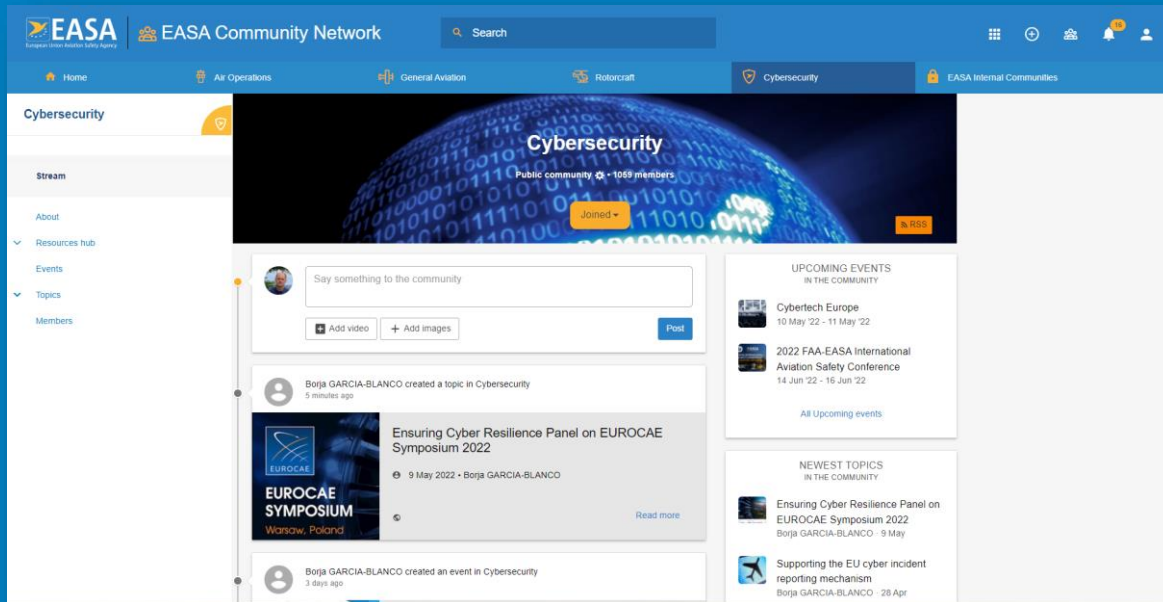 EASA
European Union Aviation Safety Agency
EASA Community Network
Search
16
Home
Air Operations
General Aviation
Rotorcraft
Cybersecurity
EASA Internal Communities
Cybersecurity
Stream
About
Resources hub
Events
Topics
Members
Cybersecurity
Public community • 1059 members
Joined
RSS
Say something to the community
Add video
Add images
Post
Borja GARCIA-BLANCO created a topic in Cybersecurity
5 minutes ago
EUROCAE
EUROCAE
SYMPOSIUM
Warsaw, Poland
Ensuring Cyber Resilience Panel on EUROCAE
Symposium 2022
9 May 2022 • Borja GARCIA-BLANCO
Read more
Borja GARCIA-BLANCO created an event in Cybersecurity
3 days ago
UPCOMING EVENTS
IN THE COMMUNITY
Cybertech Europe
10 May '22 - 11 May '22
2022 FAA-EASA International
Aviation Safety Conference
14 Jun '22 - 16 Jun '22
All Upcoming events
NEWEST TOPICS
IN THE COMMUNITY
Ensuring Cyber Resilience Panel on
EUROCAE Symposium 2022
Borja GARCIA-BLANCO · 9 May
Supporting the EU cyber incident
reporting mechanism
Borja GARCIA-BLANCO · 28 Apr